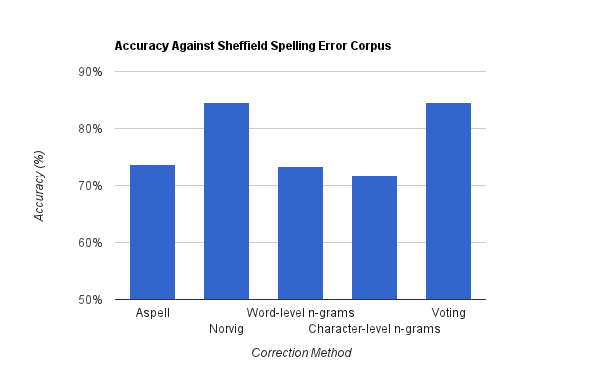 Accuracy Against Sheffield Spelling Error Corpus
90%
80%
70%
60%
50%
Accuracy (%)
Aspell
Norvig
Word-level n-grams
Character-level n-grams
Voting
Correction Method